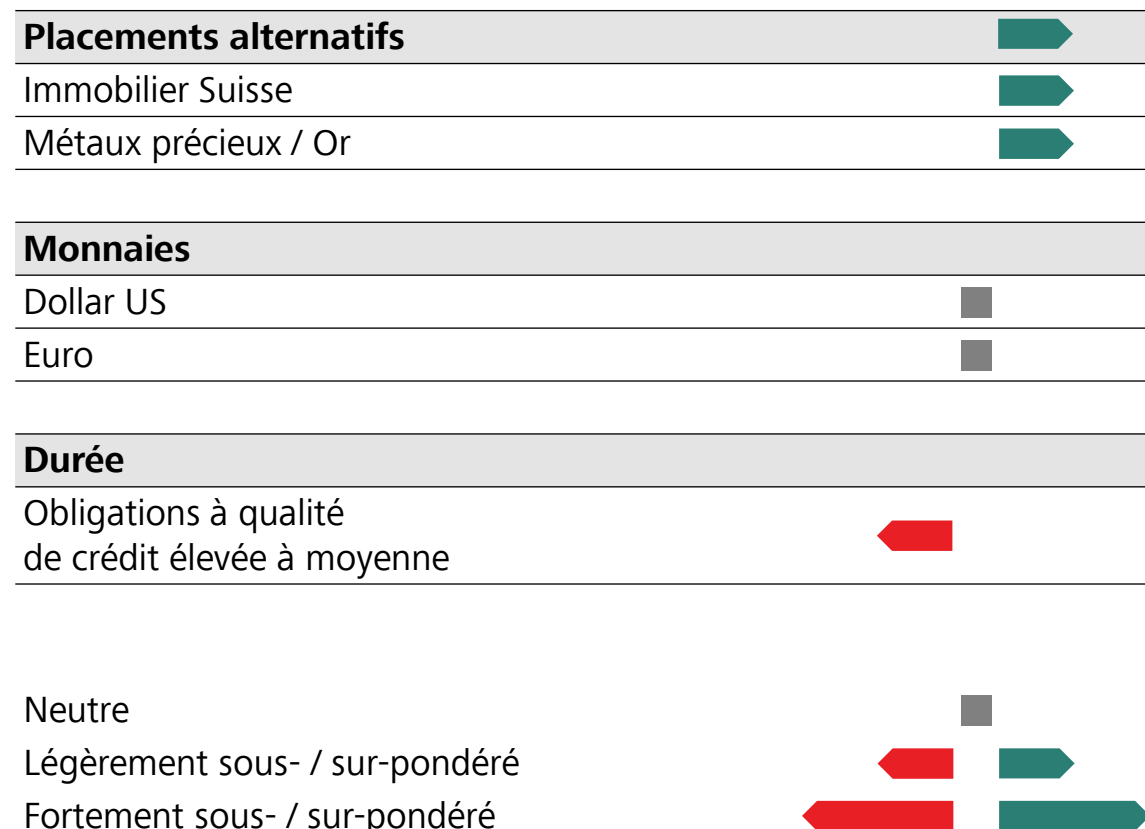 Placements alternatifs
Immobilier Suisse
Métaux précieux / Or
Monnaies
Dollar US
Euro
Durée
Obligations à qualité
de crédit élevée à moyenne
Neutre
Légèrement sous- / sur-pondéré
Fortement sous- / sur-pondéré